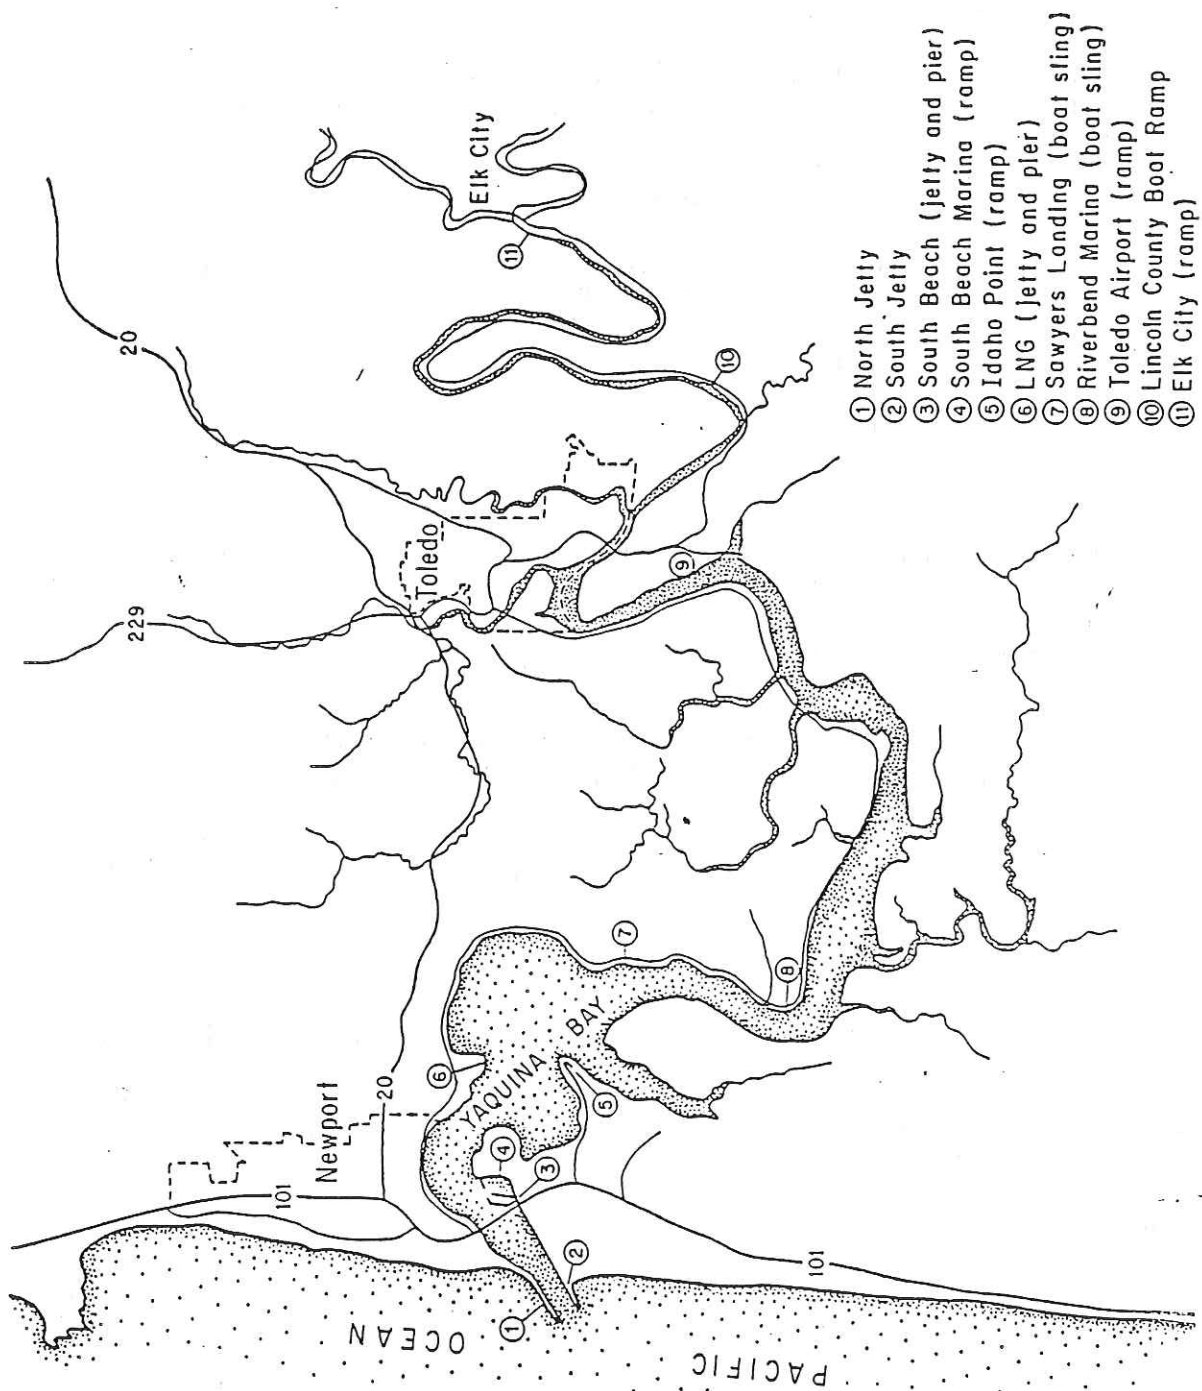 PACIFIC
OCEAN
YAQUINA BAY
Newport
Toledo
Elk City
101
101
20
20
229
1
2
3
4
5
6
7
8
9
10
11
1 North Jetty
2 South Jetty
3 South Beach (jetty and pier)
4 South Beach Marina (ramp)
5 Idaho Point (ramp)
6 LNG (jetty and pier)
7 Sawyers Landing (boat sling)
8 Riverbend Marina (boat sling)
9 Toledo Airport (ramp)
10 Lincoln County Boat Ramp
11 Elk City (ramp)